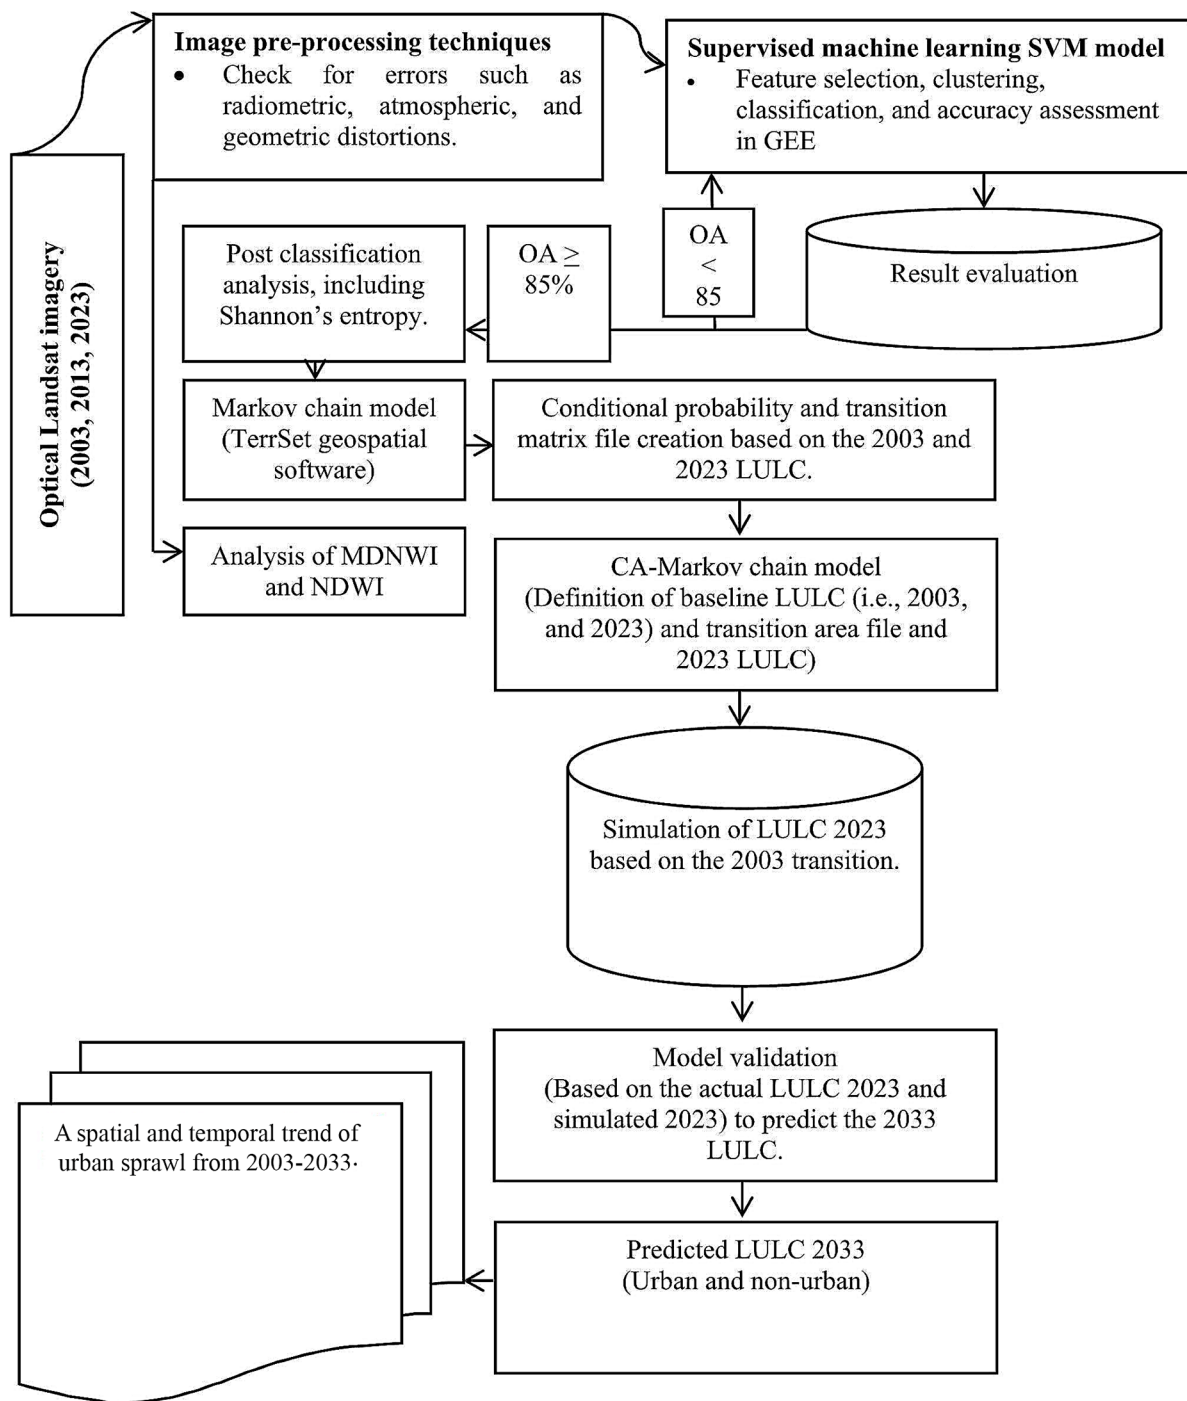 Image pre-processing techniques
• Check for errors such as
radiometric, atmospheric, and
geometric distortions.
Supervised machine learning SVM model
• Feature selection, clustering,
classification, and accuracy assessment
in GEE
Optical Landsat imagery
(2003, 2013, 2023)
Post classification
analysis, including
Shannon's entropy.
OA ≥
85%
OA
<
85
Result evaluation
Markov chain model
(TerrSet geospatial
software)
Conditional probability and transition
matrix file creation based on the 2003 and
2023 LULC.
Analysis of MDNWI
and NDWI
CA-Markov chain model
(Definition of baseline LULC (i.e., 2003,
and 2023) and transition area file and
2023 LULC)
Simulation of LULC 2023
based on the 2003 transition.
Model validation
(Based on the actual LULC 2023 and
simulated 2023) to predict the 2033
LULC.
A spatial and temporal trend of
urban sprawl from 2003-2033.
Predicted LULC 2033
(Urban and non-urban)